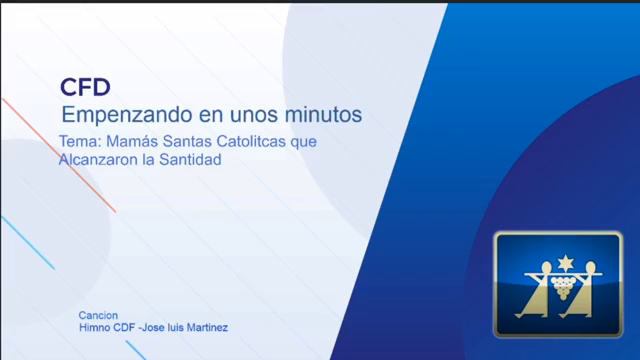 CFD
Empenzando en unos minutos
Tema: Mamás Santas Catolitcas que
Alcanzaron la Santidad
Cancion
Himno CDF -Jose luis Martinez